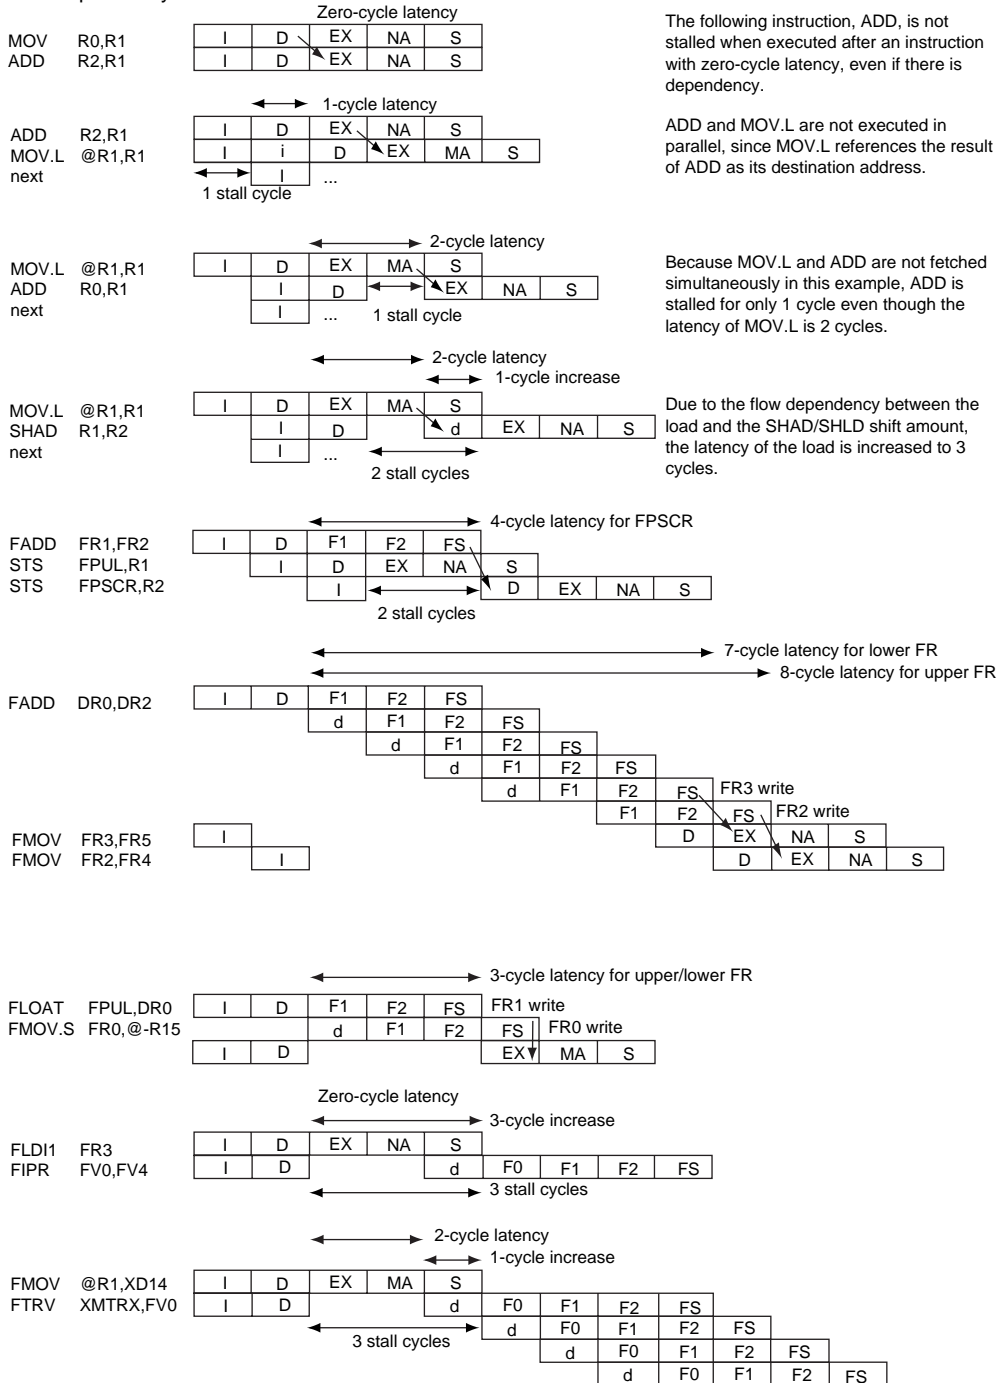 Zero-cycle latency
MOV R0,R1 I D EX NA S
ADD R2,R1 I D EX NA S
The following instruction, ADD, is not
stalled when executed after an instruction
with zero-cycle latency, even if there is
dependency.
1-cycle latency
ADD R2,R1 I D EX NA S
MOV.L @R1,R1 I i D EX MA S
next I ...
1 stall cycle
ADD and MOV.L are not executed in
parallel, since MOV.L references the result
of ADD as its destination address.
2-cycle latency
MOV.L @R1,R1 I D EX MA S
ADD R0,R1 I D EX NA S
next I ... 1 stall cycle
Because MOV.L and ADD are not fetched
simultaneously in this example, ADD is
stalled for only 1 cycle even though the
latency of MOV.L is 2 cycles.
2-cycle latency
1-cycle increase
MOV.L @R1,R1 I D EX MA S
SHAD R1,R2 I D d EX NA S
next I ...
2 stall cycles
Due to the flow dependency between the
load and the SHAD/SHLD shift amount,
the latency of the load is increased to 3
cycles.
4-cycle latency for FPSCR
FADD FR1,FR2 I D F1 F2 FS
STS FPUL,R1 I D EX NA S
STS FPSCR,R2 I D EX NA S
2 stall cycles
7-cycle latency for lower FR
8-cycle latency for upper FR
FADD DR0,DR2 I D F1 F2 FS
d F1 F2 FS
d F1 F2 FS
d F1 F2 FS
d F1 F2 FS FR3 write
F1 F2 FS FR2 write
FMOV FR3,FR5 I D EX NA S
FMOV FR2,FR4 I D EX NA S
3-cycle latency for upper/lower FR
FLOAT FPUL,DR0 I D F1 F2 FS FR1 write
FMOV.S FR0,@-R15 d F1 F2 FS FR0 write
I D EX MA S
Zero-cycle latency
3-cycle increase
FLDI1 FR3 I D EX NA S
FIPR FV0,FV4 I D d F0 F1 F2 FS
3 stall cycles
2-cycle latency
1-cycle increase
FMOV @R1,XD14 I D EX MA S
FTRV XMTRX,FV0 I D d F0 F1 F2 FS
3 stall cycles d F0 F1 F2 FS
d F0 F1 F2 FS
d F0 F1 F2 FS